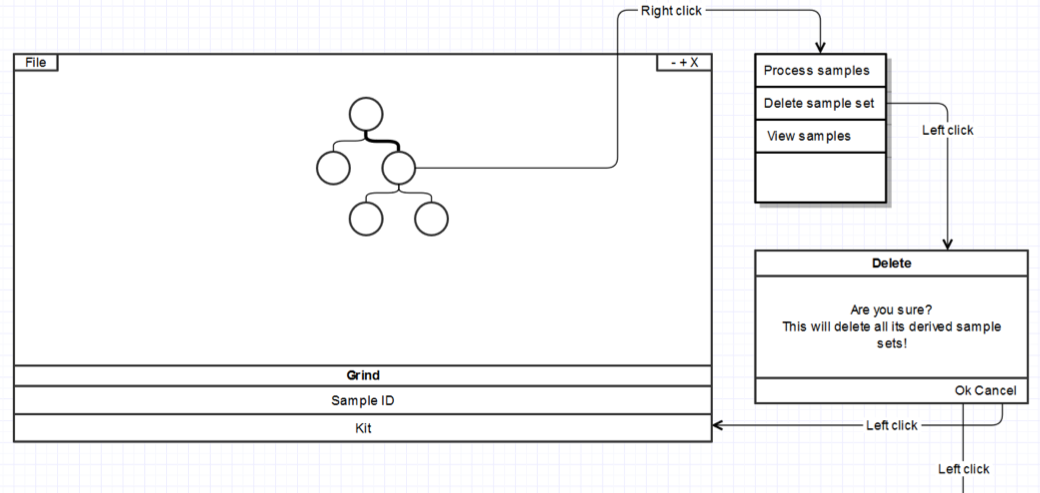 Right click
File
- + X
Process samples
Delete sample set
Left click
View samples
Delete
Are you sure?
This will delete all its derived sample
sets!
Ok Cancel
Grind
Sample ID
Kit
Left click
Left click